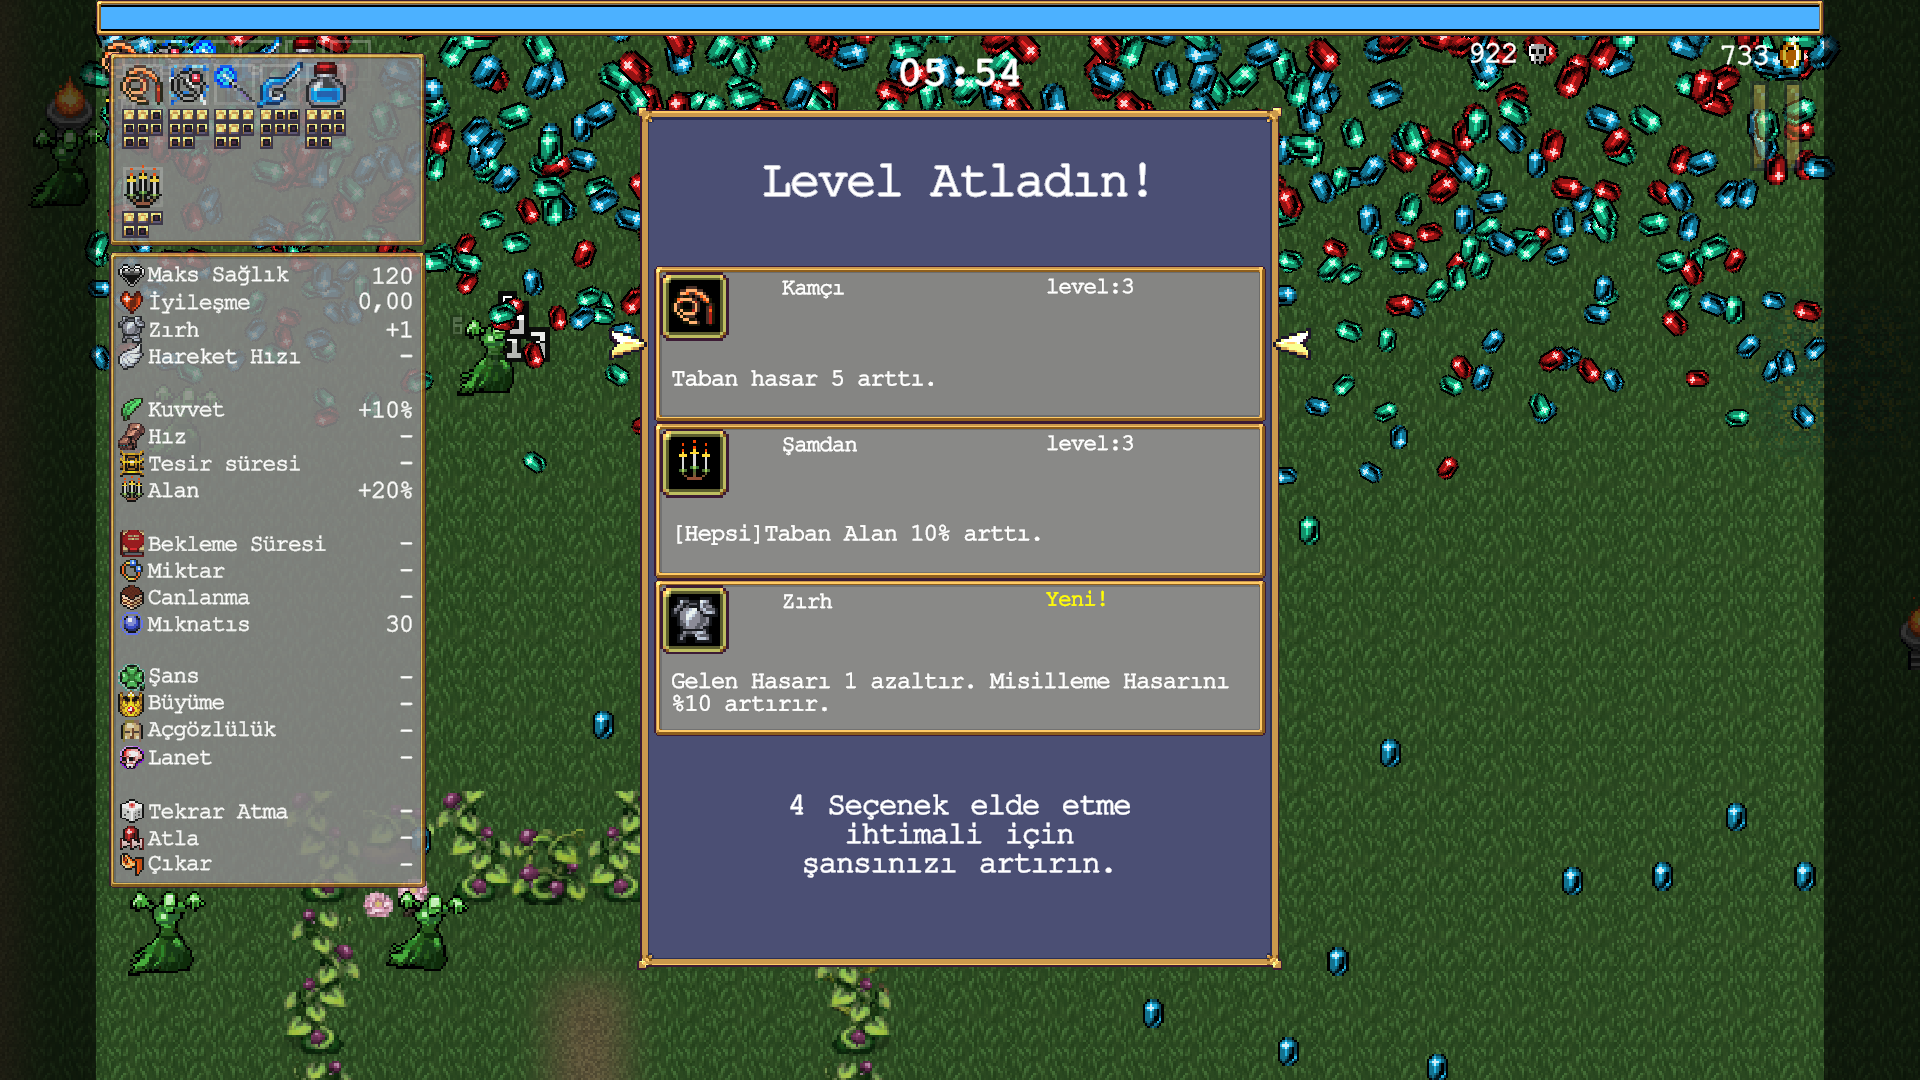 05:54
922
733
Maks Sağlık 120
İyileşme 0,00
Zırh +1
Hareket Hızı -
Kuvvet +10%
Hız -
Tesir süresi -
Alan +20%
Bekleme Süresi -
Miktar -
Canlanma -
Mıknatıs 30
Şans -
Büyüme -
Açgözlülük -
Lanet -
Tekrar Atma -
Atla -
Çıkar -
Level Atladın!
Kamçı level:3
Taban hasar 5 arttı.
Şamdan level:3
[Hepsi]Taban Alan 10% arttı.
Zırh Yeni!
Gelen Hasarı 1 azaltır. Misilleme Hasarını
%10 artırır.
4 Seçenek elde etme
ihtimali için
şansınızı artırın.